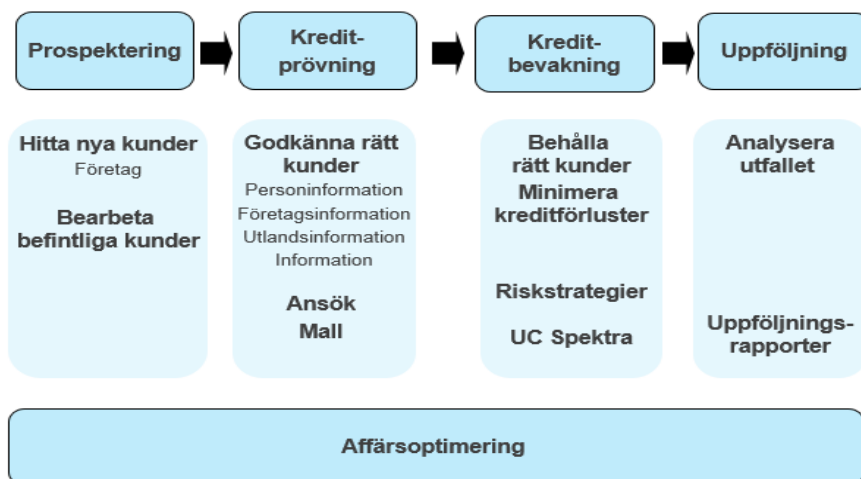 Prospektering
Kredit-
prövning
Kredit-
bevakning
Uppföljning
Hitta nya kunder
Företag
Bearbeta
befintliga kunder
Godkänna rätt
kunder
Personinformation
Företagsinformation
Utlandsinformation
Information
Ansök
Mall
Behålla
rätt kunder
Minimera
kreditförluster
Riskstrategier
UC Spektra
Analysera
utfallet
Uppföljnings-
rapporter
Affärsoptimering